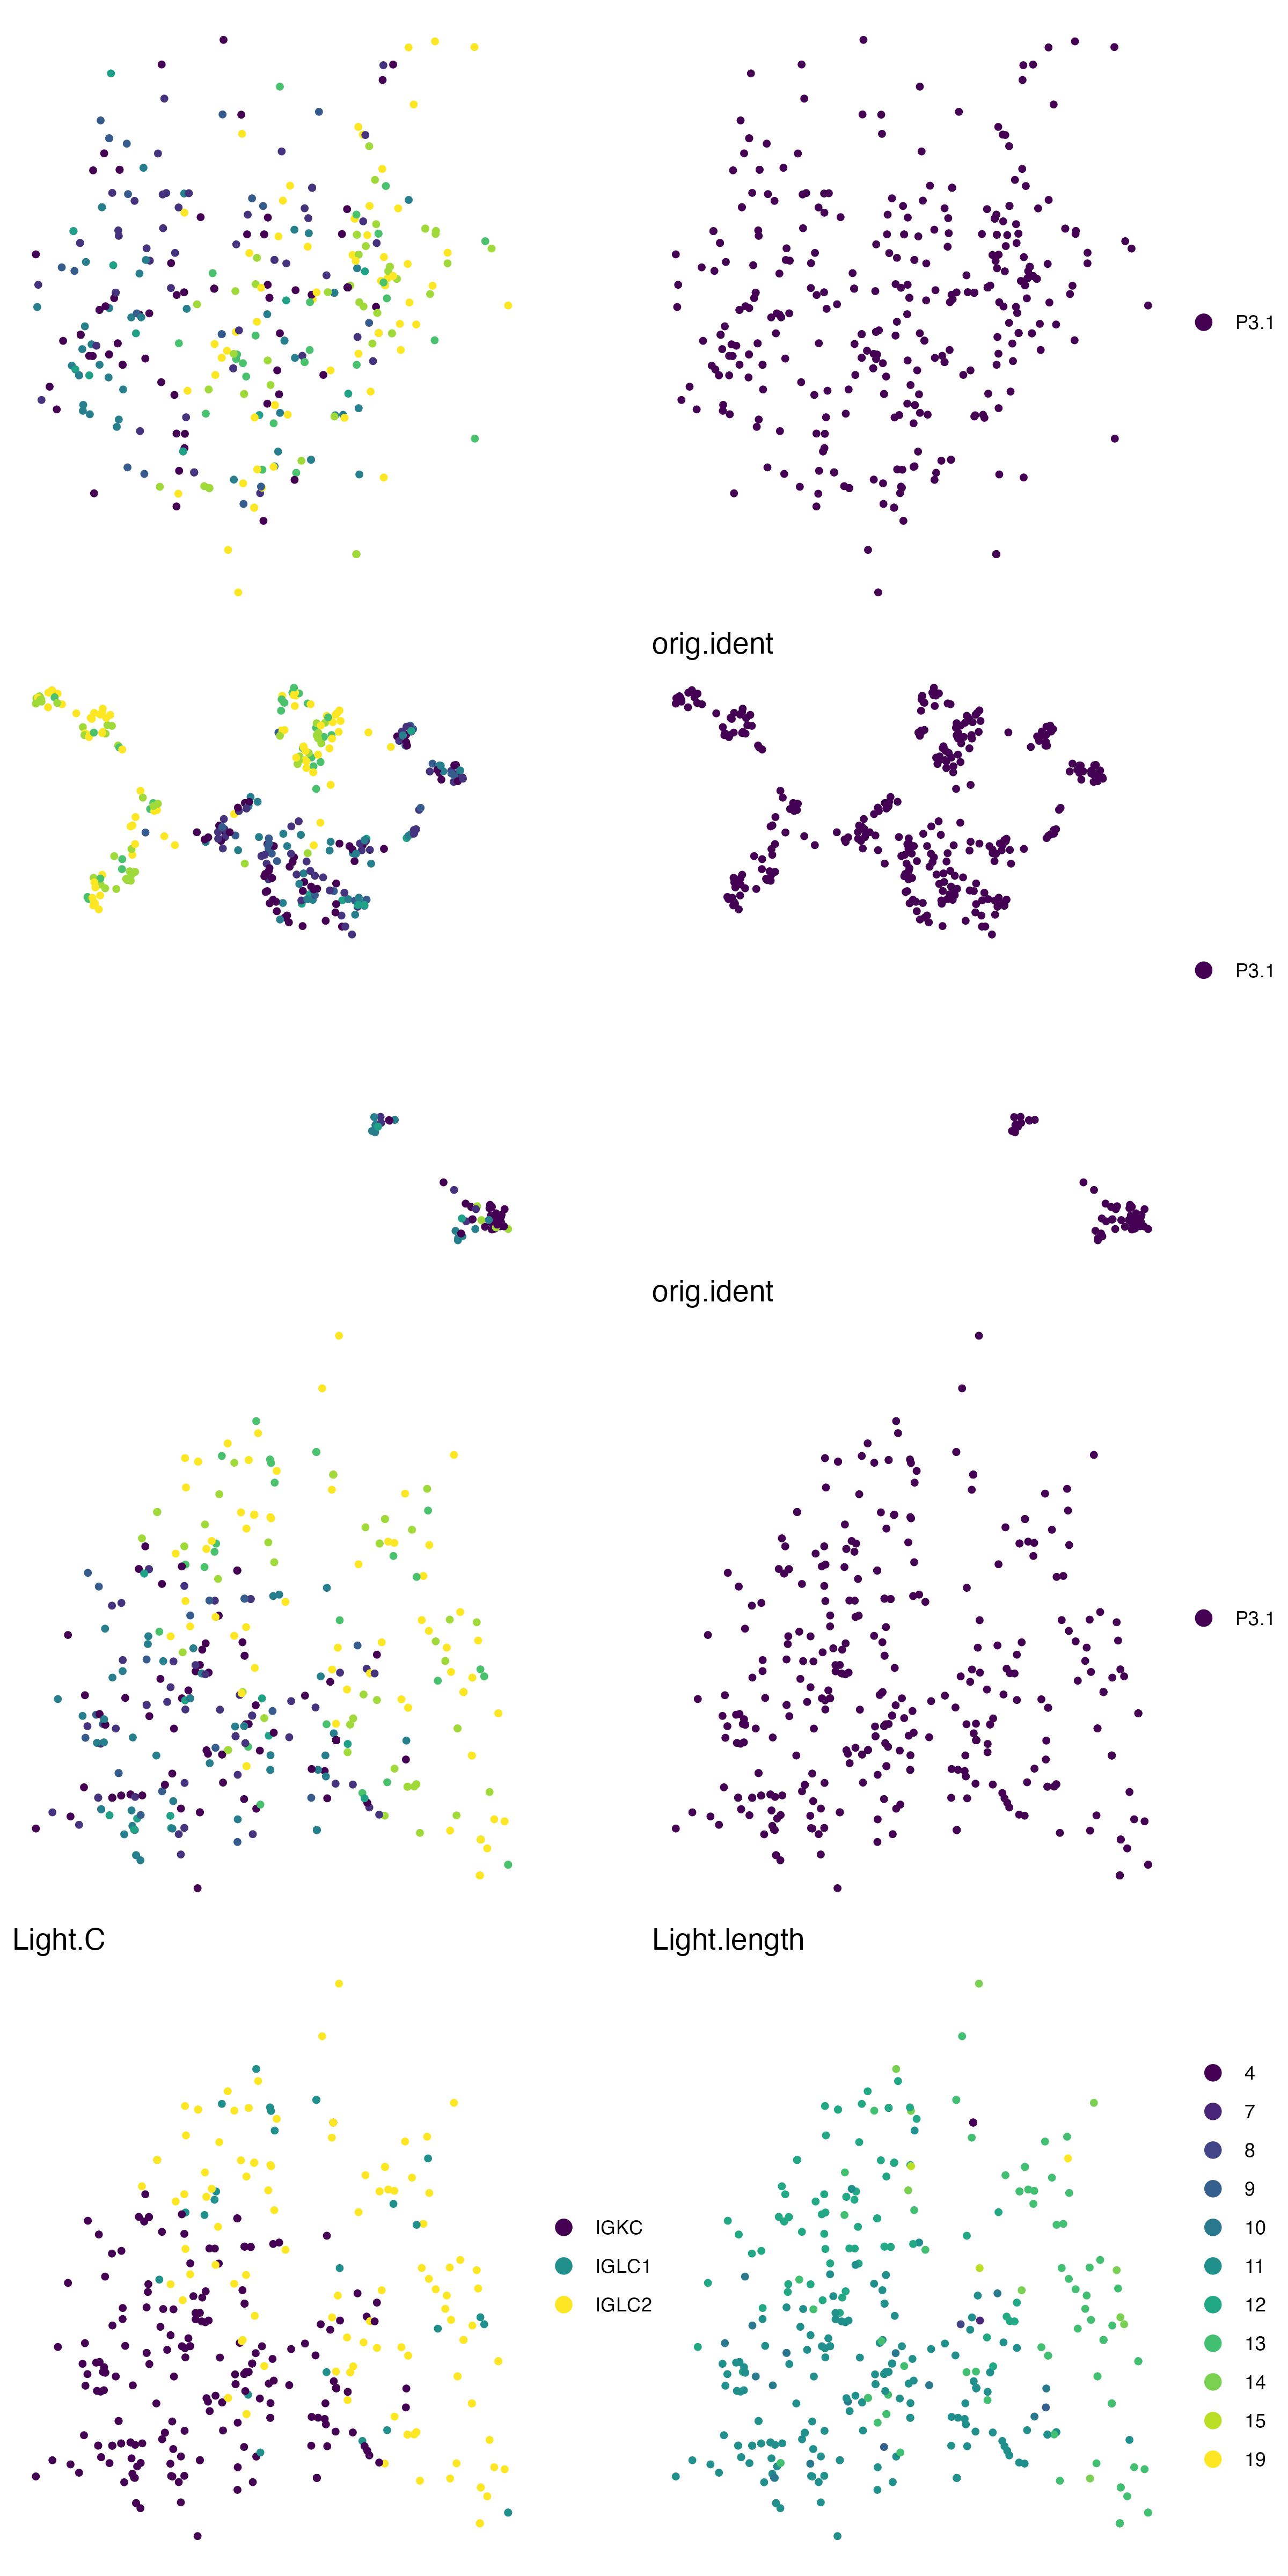 P3.1
orig.ident
P3.1
orig.ident
P3.1
Light.C
Light.length
IGKC
IGLC1
IGLC2
4
7
8
9
10
11
12
13
14
15
19